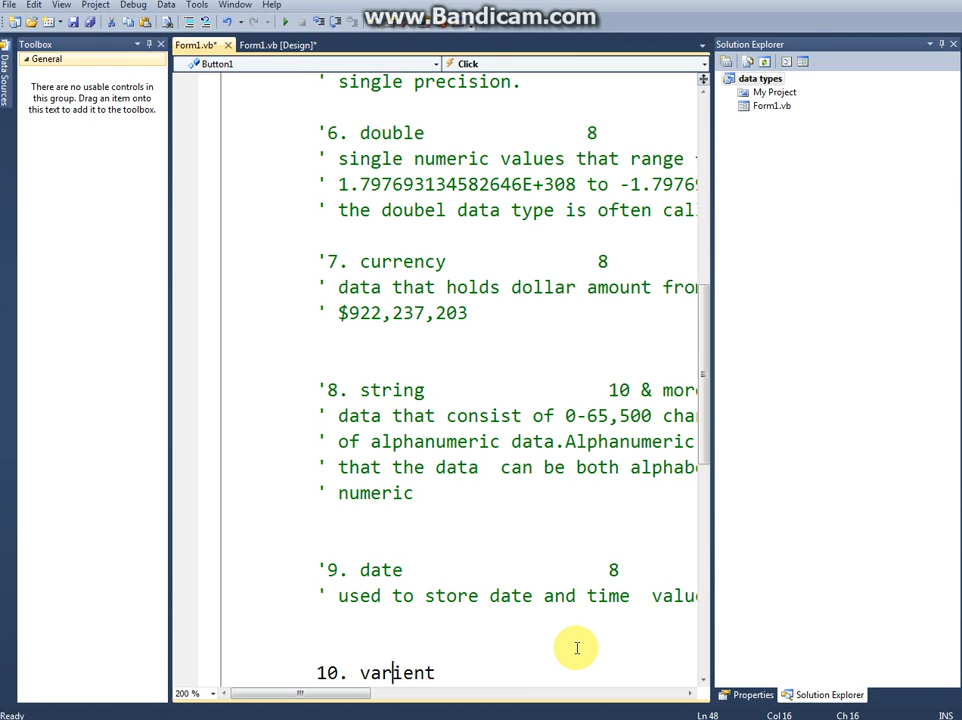 www.Bandicam.com
File Edit View Project Debug Data Tools Window Help
Toolbox
General
There are no usable controls in
this group. Drag an item onto
this text to add it to the toolbox.
Data Sources
Form1.vb* Form1.vb [Design]*
Button1 Click
' single precision.
'6. double 8
' single numeric values that range
' 1.797693134582646E+308 to -1.7976
' the doubel data type is often cal
'7. currency 8
' data that holds dollar amount fro
' $922,237,203
'8. string 10 & mor
' data that consist of 0-65,500 cha
' of alphanumeric data.Alphanumeric
' that the data can be both alphab
' numeric
'9. date 8
' used to store date and time valu
10. varient
200 %
Solution Explorer
data types
My Project
Form1.vb
Properties Solution Explorer
Ready Ln 48 Col 16 Ch 16 INS